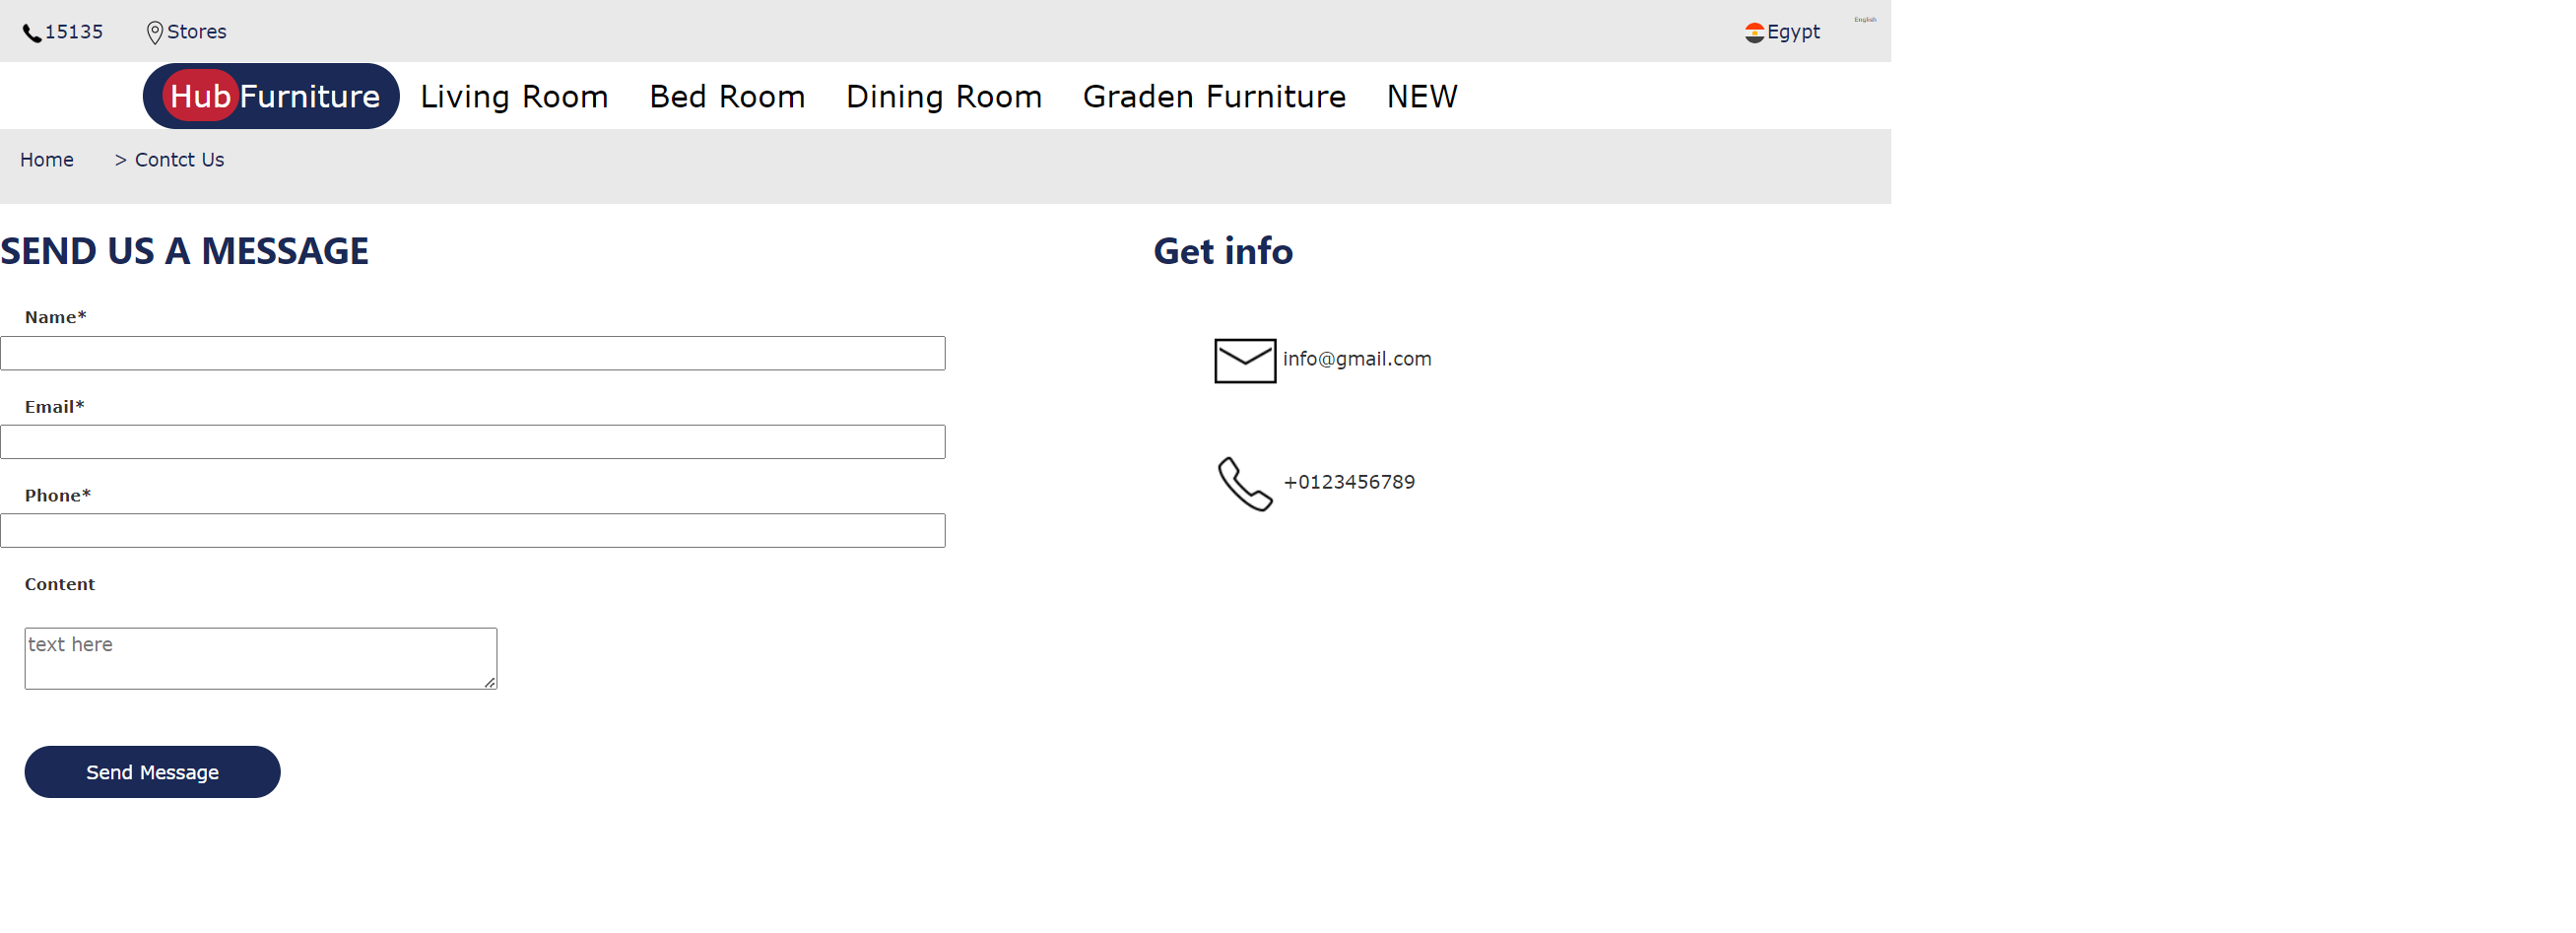 15135 Stores Egypt English
Hub Furniture Living Room Bed Room Dining Room Graden Furniture NEW
Home > Contct Us
SEND US A MESSAGE
Get info
Name*
info@gmail.com
Email*
Phone*
+0123456789
Content
text here
Send Message